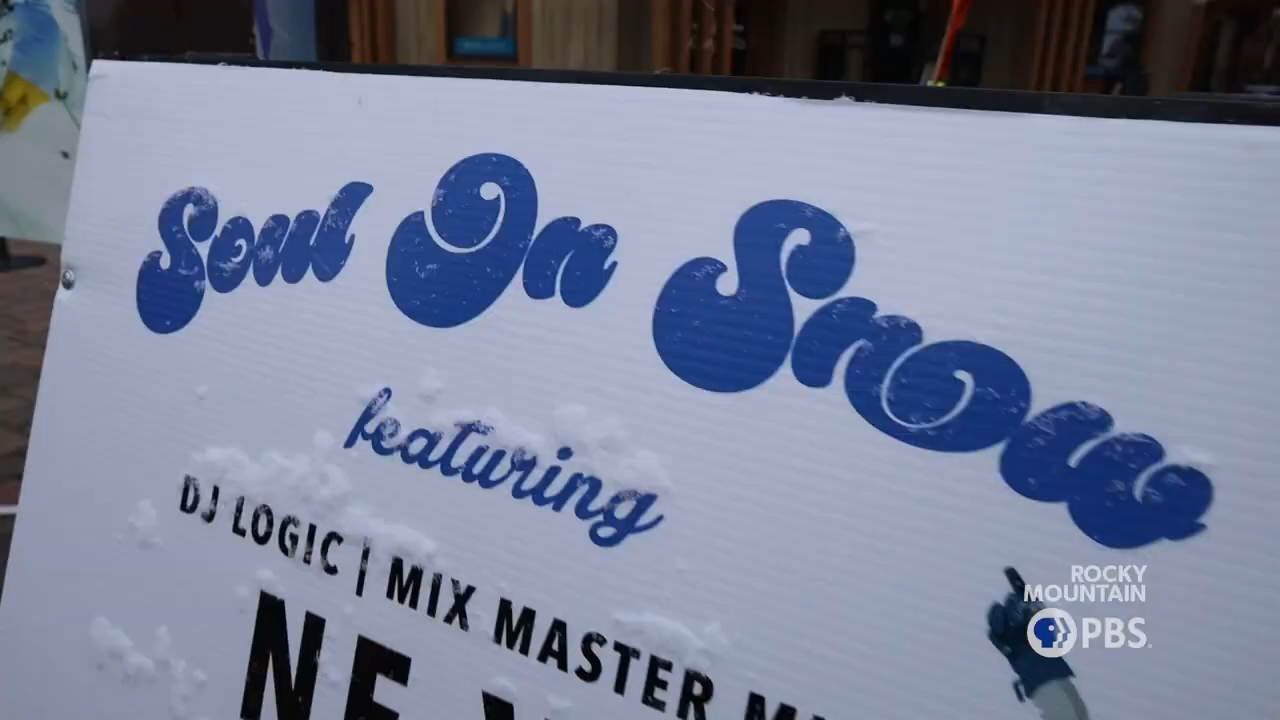 Soul On Snow
featuring
DJ LOGIC | MIX MASTER
ROCKY
MOUNTAIN
PBS.